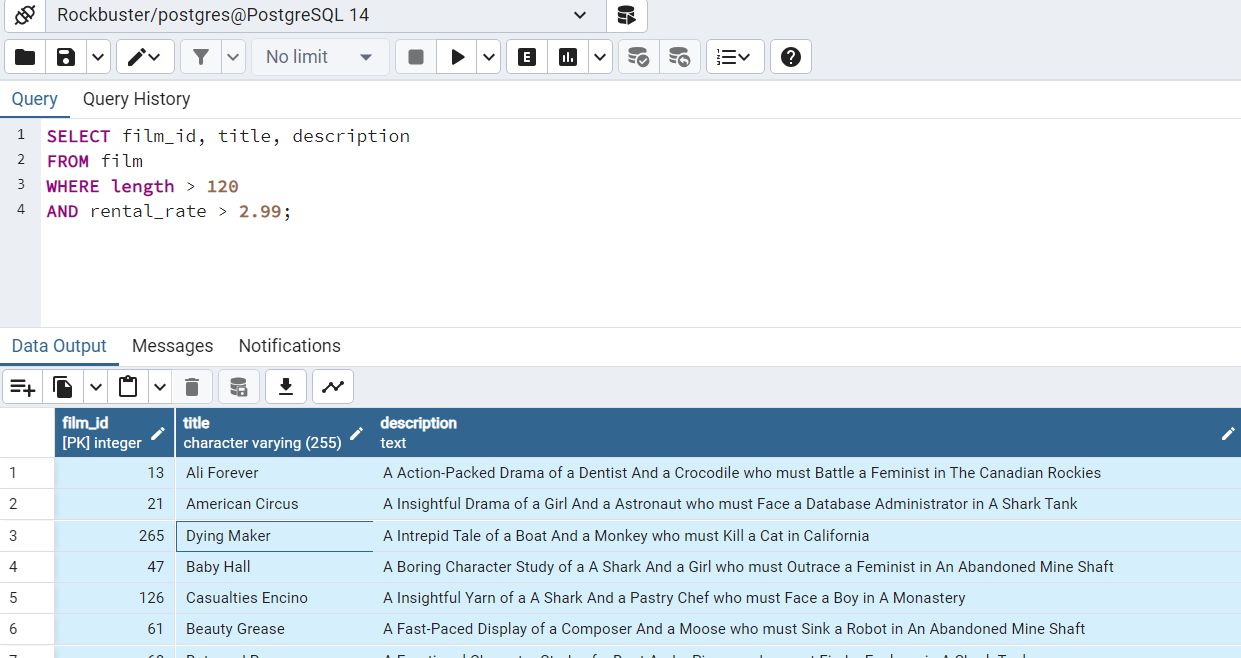 Rockbuster/postgres@PostgreSQL 14
No limit
E
Query Query History
1 SELECT film_id, title, description
2 FROM film
3 WHERE length > 120
4 AND rental_rate > 2.99;
Data Output Messages Notifications
film_id title description
[PK] integer character varying (255) text
1 13 Ali Forever A Action-Packed Drama of a Dentist And a Crocodile who must Battle a Feminist in The Canadian Rockies
2 21 American Circus A Insightful Drama of a Girl And a Astronaut who must Face a Database Administrator in A Shark Tank
3 265 Dying Maker A Intrepid Tale of a Boat And a Monkey who must Kill a Cat in California
4 47 Baby Hall A Boring Character Study of a A Shark And a Girl who must Outrace a Feminist in An Abandoned Mine Shaft
5 126 Casualties Encino A Insightful Yarn of a A Shark And a Pastry Chef who must Face a Boy in A Monastery
6 61 Beauty Grease A Fast-Paced Display of a Composer And a Moose who must Sink a Robot in An Abandoned Mine Shaft